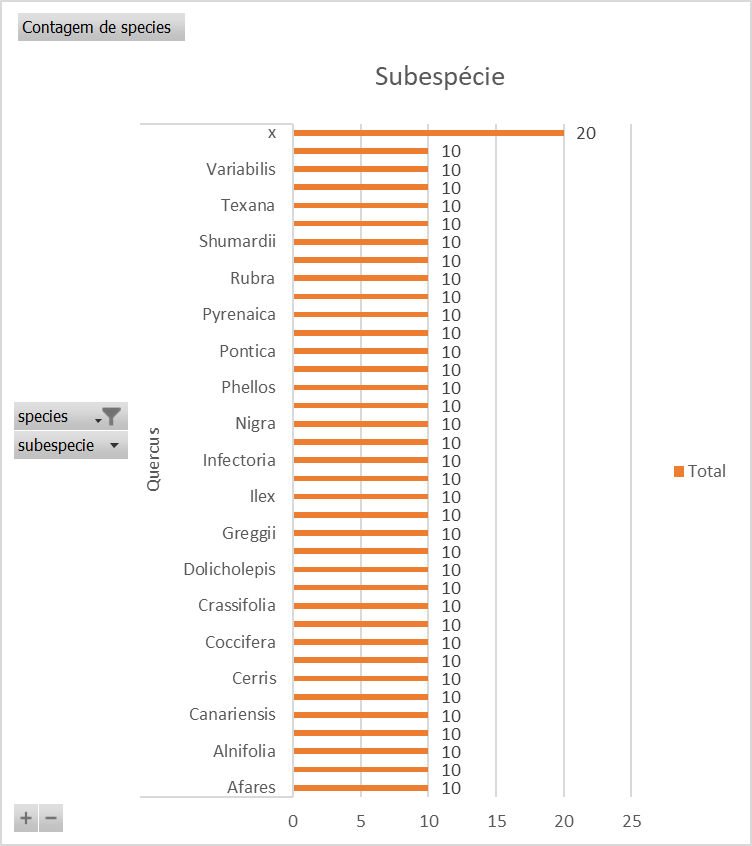 Contagem de species
Subespécie
x 20
10
Variabilis 10
10
Texana 10
10
Shumardii 10
10
Rubra 10
10
Pyrenaica 10
10
Pontica 10
10
Phellos 10
10
Nigra 10
10
Infectoria 10
10
Ilex 10
10
Greggii 10
10
Dolicholepis 10
10
Crassifolia 10
10
Coccifera 10
10
Cerris 10
10
Canariensis 10
10
Alnifolia 10
10
Afares 10
0 5 10 15 20 25
Quercus
species
subespecie
Total
+ −